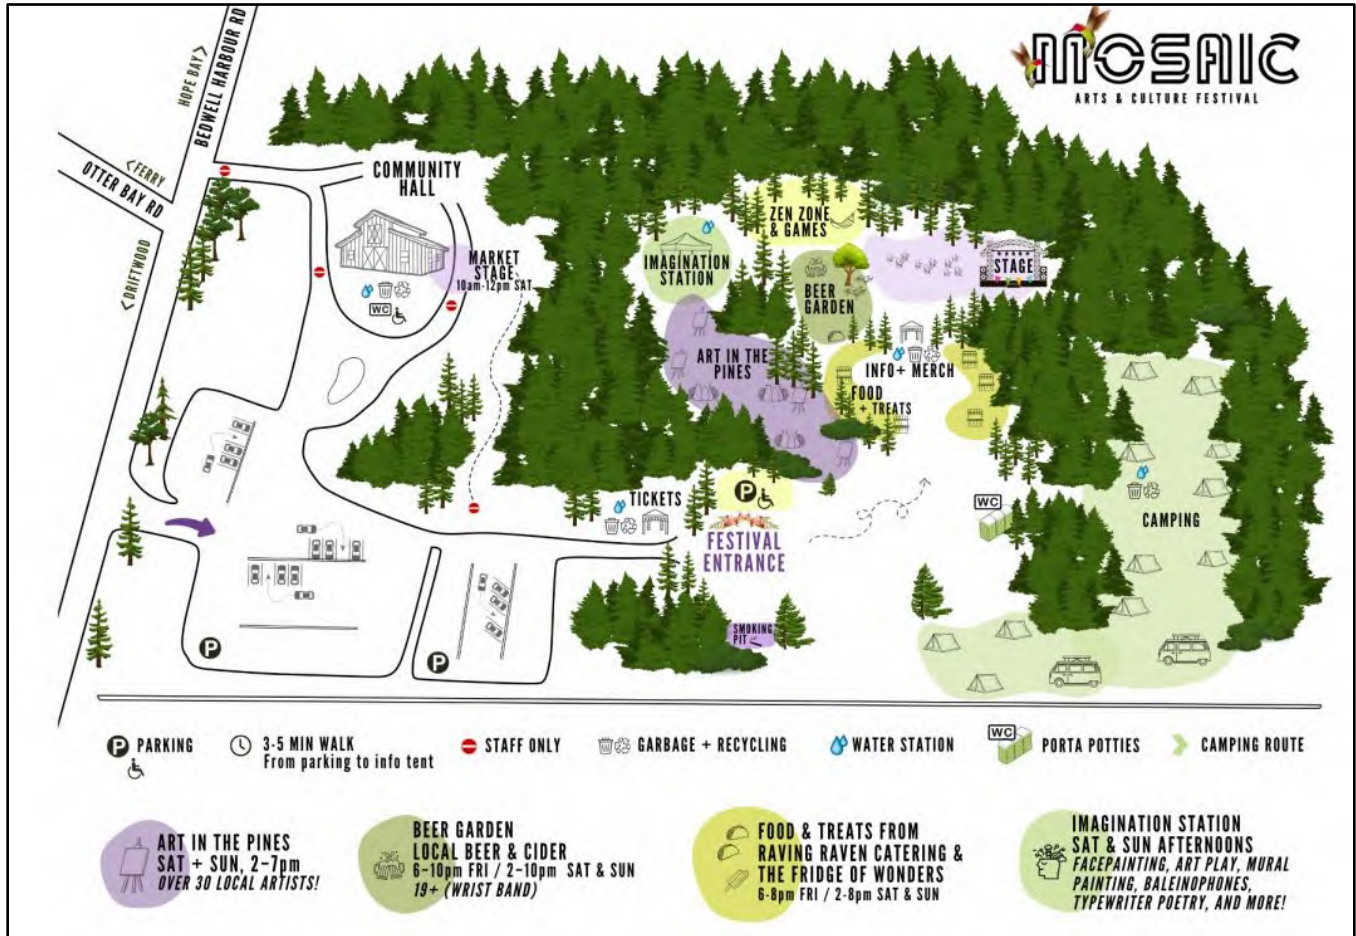 MOSAIC
ARTS & CULTURE FESTIVAL
HOPE BAY>
BEDWELL HARBOUR RD
<FERRY
OTTER BAY RD
<DRIFTWOOD
COMMUNITY
HALL
MARKET
STAGE
10am-12pm SAT
WC
ZEN ZONE
& GAMES
IMAGINATION
STATION
BEER
GARDEN
STAGE
ART IN THE
PINES
INFO+ MERCH
FOOD
+ TREATS
TICKETS
P
FESTIVAL
ENTRANCE
WC
CAMPING
SMOKING
PIT
P
P
P PARKING
3-5 MIN WALK
From parking to info tent
STAFF ONLY
GARBAGE + RECYCLING
WATER STATION
WC
PORTA POTTIES
CAMPING ROUTE
ART IN THE PINES
SAT + SUN, 2-7pm
OVER 30 LOCAL ARTISTS!
BEER GARDEN
LOCAL BEER & CIDER
6-10pm FRI / 2-10pm SAT & SUN
19+ (WRIST BAND)
FOOD & TREATS FROM
RAVING RAVEN CATERING &
THE FRIDGE OF WONDERS
6-8pm FRI / 2-8pm SAT & SUN
IMAGINATION STATION
SAT & SUN AFTERNOONS
FACEPAINTING, ART PLAY, MURAL
PAINTING, BALEINOPHONES,
TYPEWRITER POETRY, AND MORE!